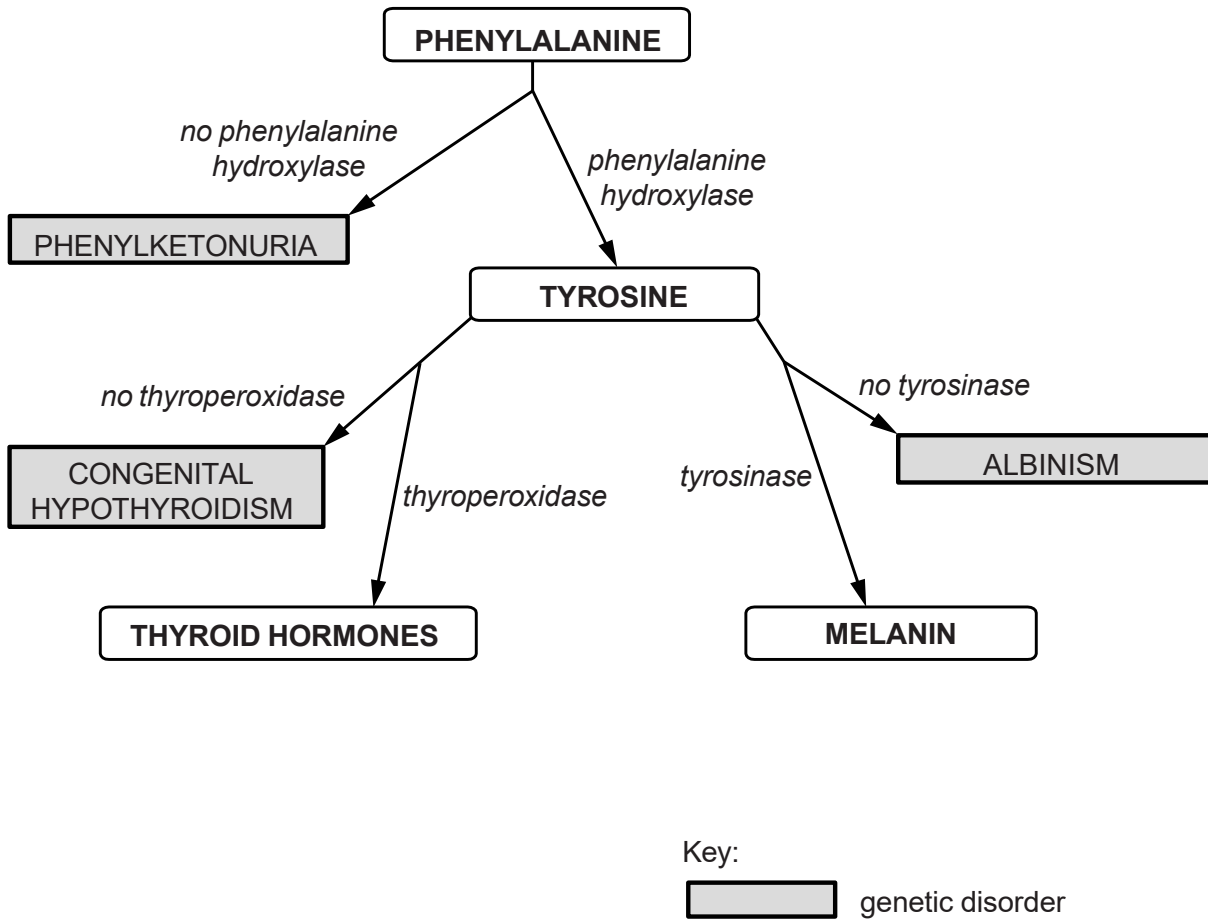 PHENYLALANINE
no phenylalanine
hydroxylase
phenylalanine
hydroxylase
PHENYLKETONURIA
TYROSINE
no thyroperoxidase
no tyrosinase
CONGENITAL
HYPOTHYROIDISM
ALBINISM
thyroperoxidase
tyrosinase
THYROID HORMONES
MELANIN
Key:
genetic disorder